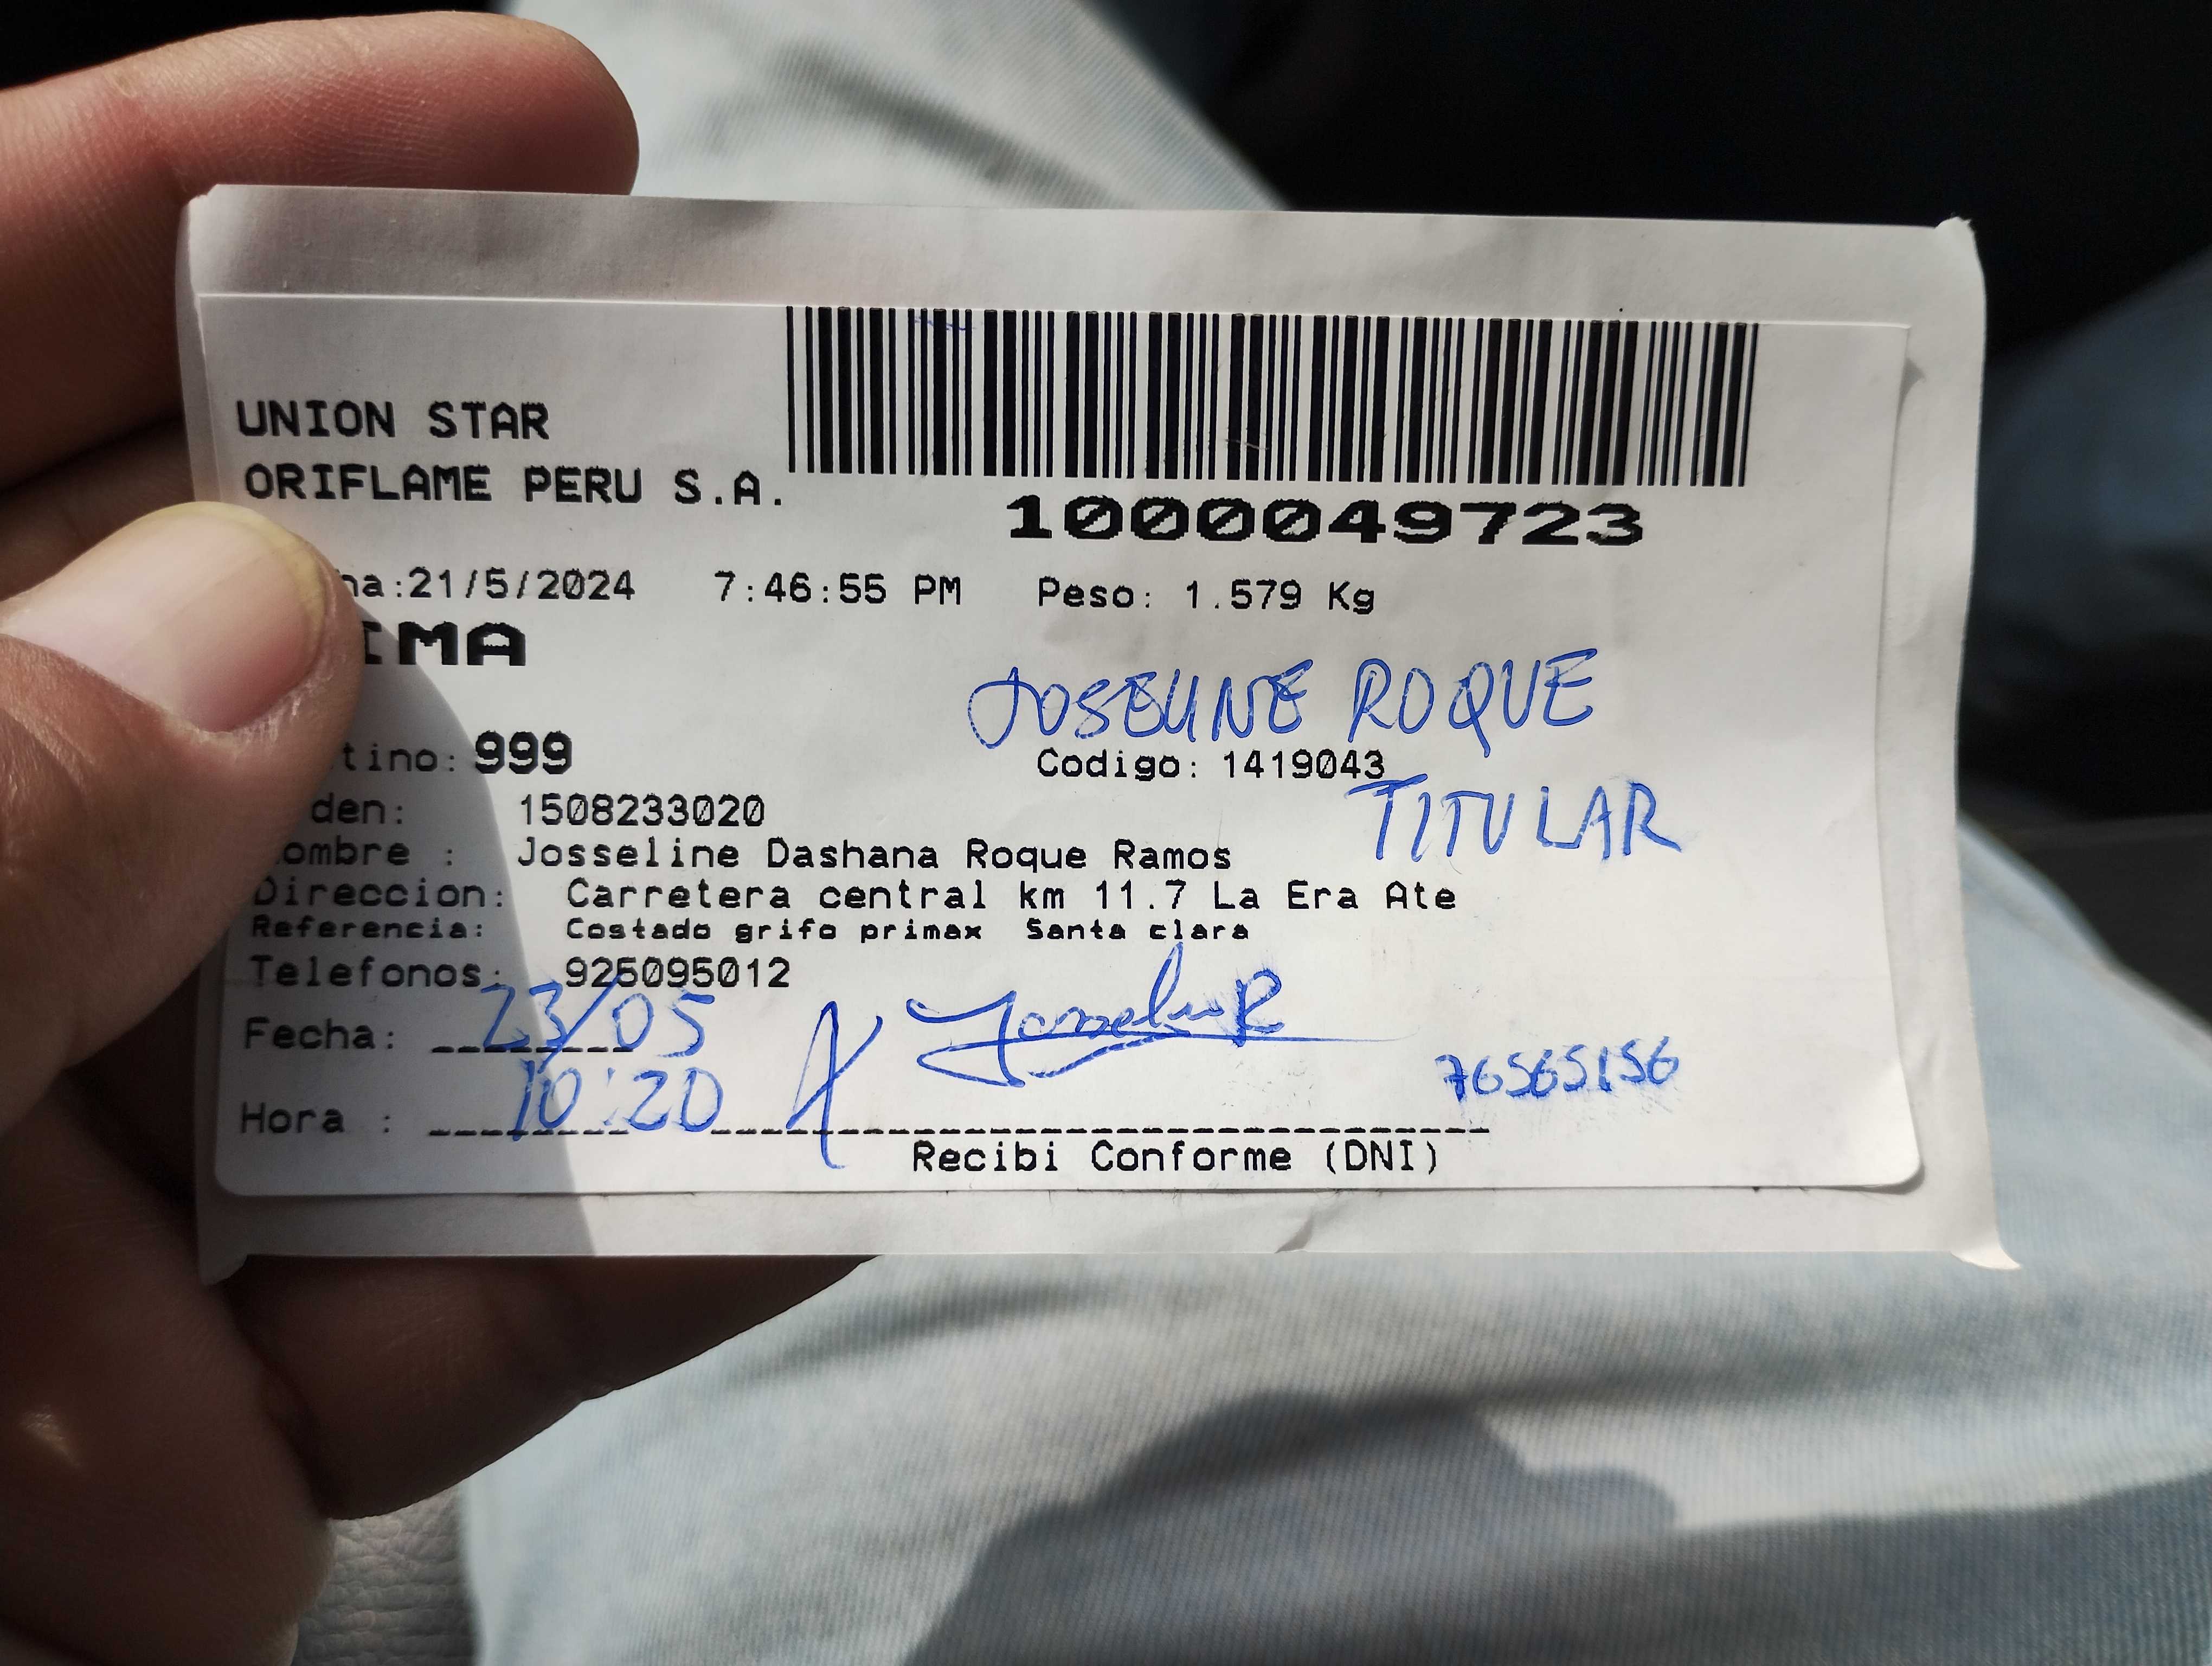 UNION STAR
ORIFLAME PERU S.A.
1000049723
ha:21/5/2024 7:46:55 PM Peso: 1.579 Kg
IMA
JOSELINE ROQUE
tino: 999 Codigo: 1419043
TITULAR
den: 1508233020
ombre : Josseline Dashana Roque Ramos
Direccion: Carretera central km 11.7 La Era Ate
Referencia: Costado grifo primax Santa clara
Telefonos: 925095012
Fecha: 23/05
76565156
Hora : 10:20
Recibi Conforme (DNI)